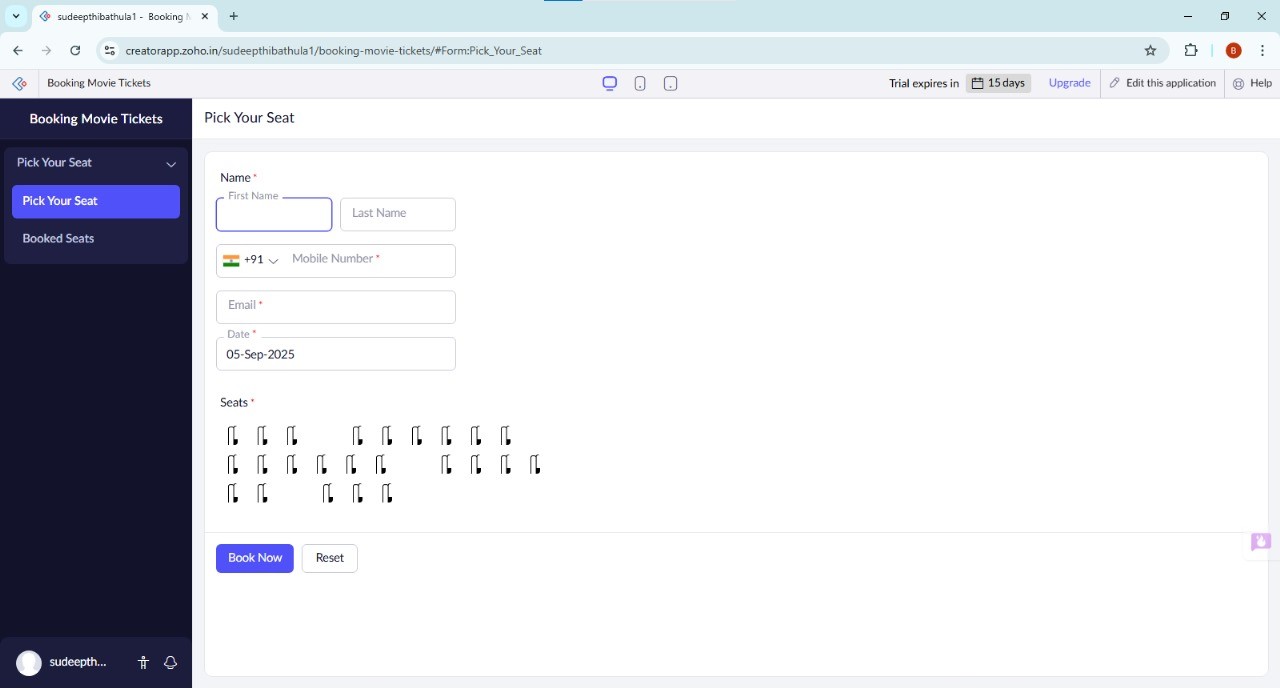 sudeepthibathula1 - Booking M
creatorapp.zoho.in/sudeepthibathula1/booking-movie-tickets/#Form:Pick_Your_Seat
B
Booking Movie Tickets
Trial expires in 15 days Upgrade Edit this application Help
Booking Movie Tickets
Pick Your Seat
Pick Your Seat
Pick Your Seat
Booked Seats
Name *
First Name
Last Name
+91 Mobile Number *
Email *
Date *
05-Sep-2025
Seats *
Book Now Reset
sudeepth...